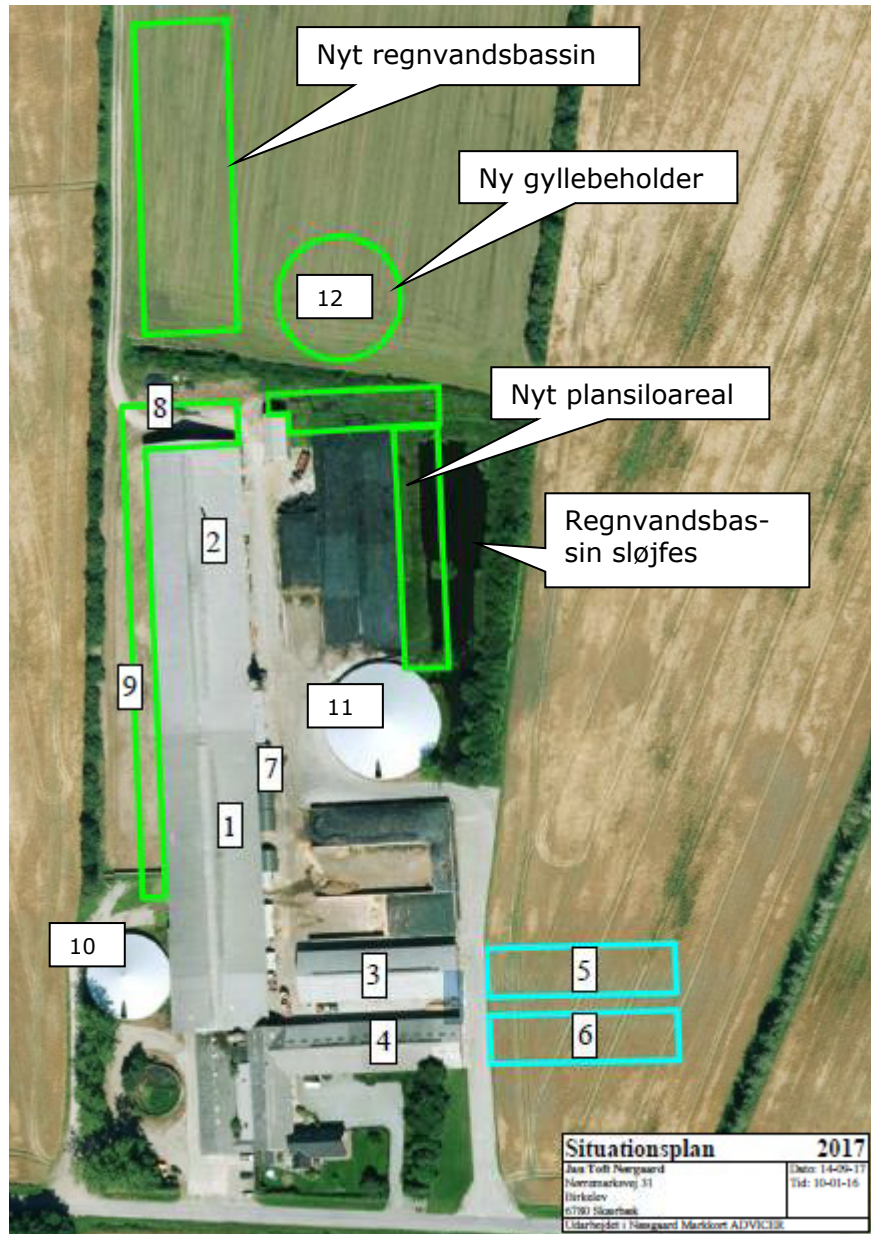 Nyt regnvandsbassin
Ny gyllebeholder
12
Nyt plansiloareal
8
Regnvandsbas-
sin sløjfes
2
9
11
7
1
10
3
5
4
6
Situationsplan 2017
Jan Toft Nørgaard Dato: 14-09-17
Nørremarksvej 31 Tid: 10-01-16
Birkelev
6780 Skærbæk
Udarbejdet i Næsgaard Markkort ADVICER